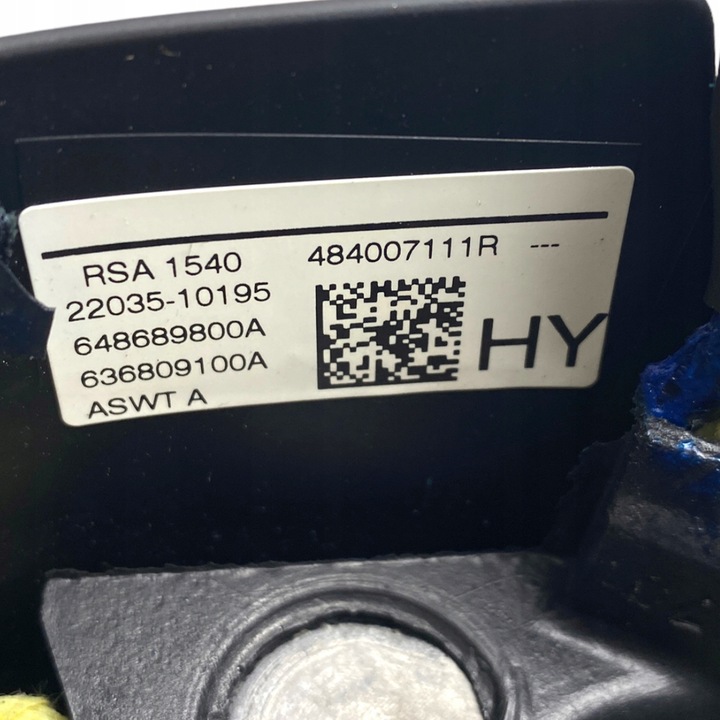 RSA 1540
22035-10195
648689800A
636809100A
ASWT A
484007111R ---
HY